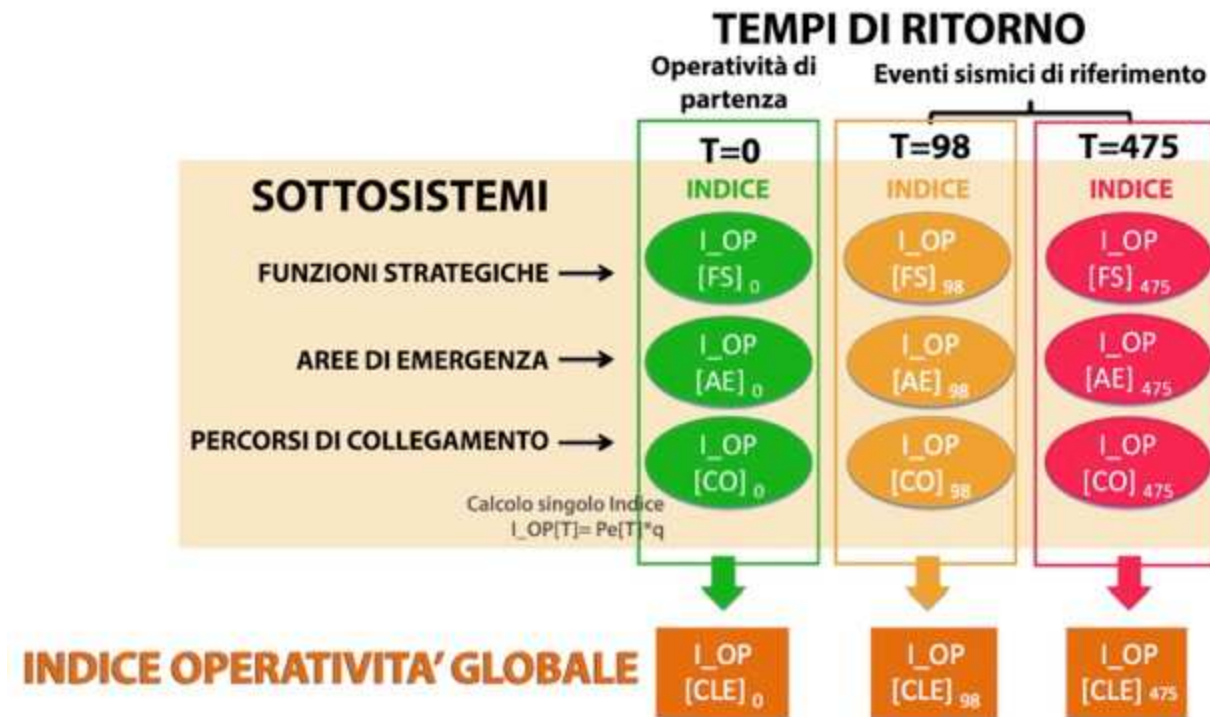 TEMPI DI RITORNO
Operatività di
partenza
Eventi sismici di riferimento
T=0
T=98
T=475
SOTTOSISTEMI
INDICE
INDICE
INDICE
FUNZIONI STRATEGICHE
I_OP
[FS] 0
I_OP
[FS] 98
I_OP
[FS] 475
AREE DI EMERGENZA
I_OP
[AE] 0
I_OP
[AE] 98
I_OP
[AE] 475
PERCORSI DI COLLEGAMENTO
I_OP
[CO] 0
I_OP
[CO] 98
I_OP
[CO] 475
Calcolo singolo Indice
I_OP[T]= Pe[T]*q
INDICE OPERATIVITA' GLOBALE
I_OP
[CLE] 0
I_OP
[CLE] 98
I_OP
[CLE] 475